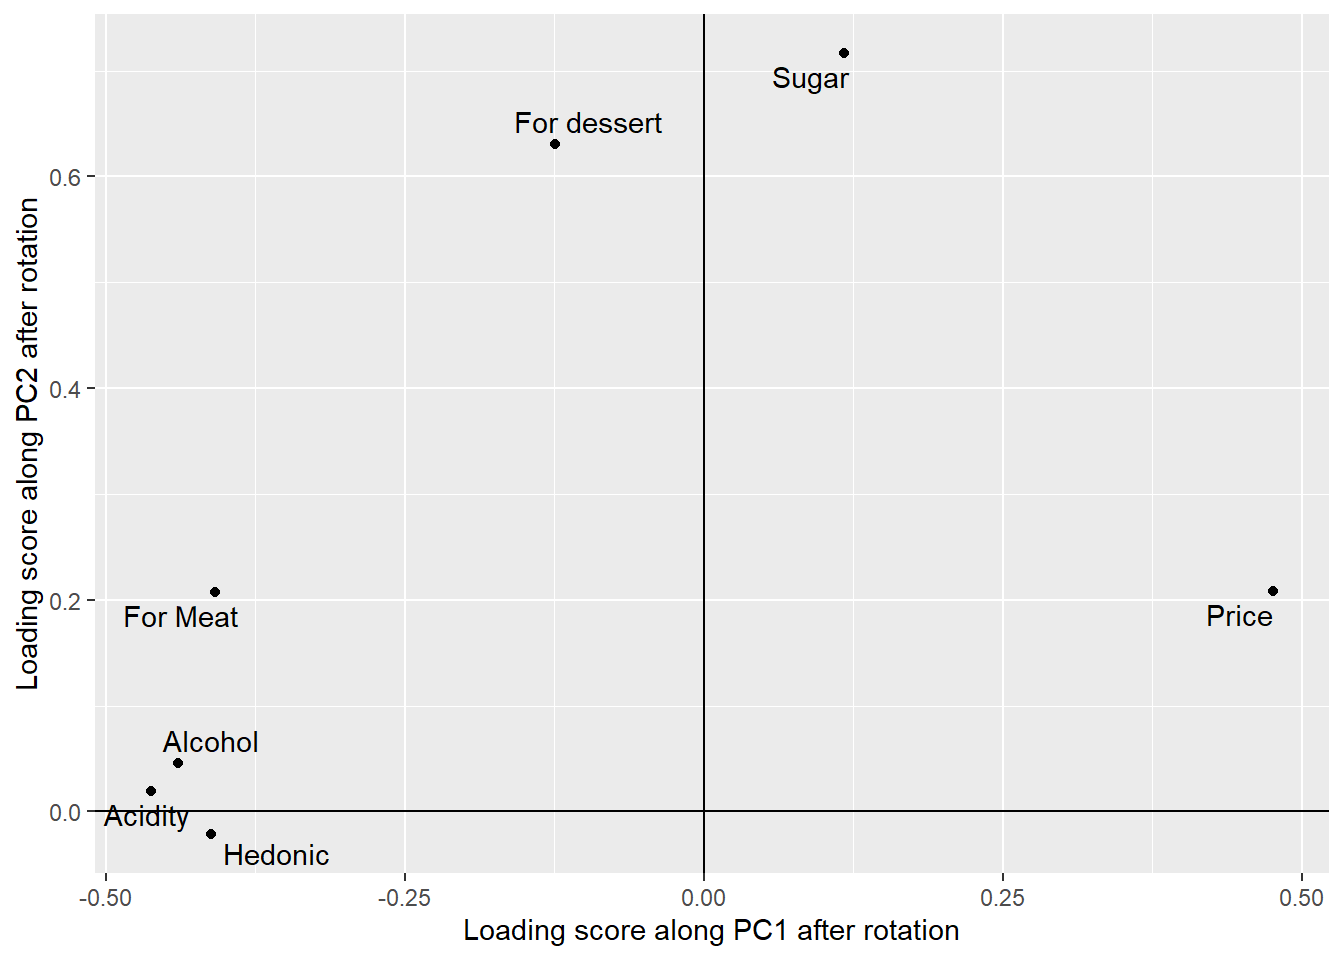 Sugar
For dessert
0.6
0.4
For Meat
0.2
Price
Alcohol
Acidity
0.0
Hedonic
-0.50
-0.25
0.00
0.25
0.50
Loading score along PC1 after rotation
Loading score along PC2 after rotation